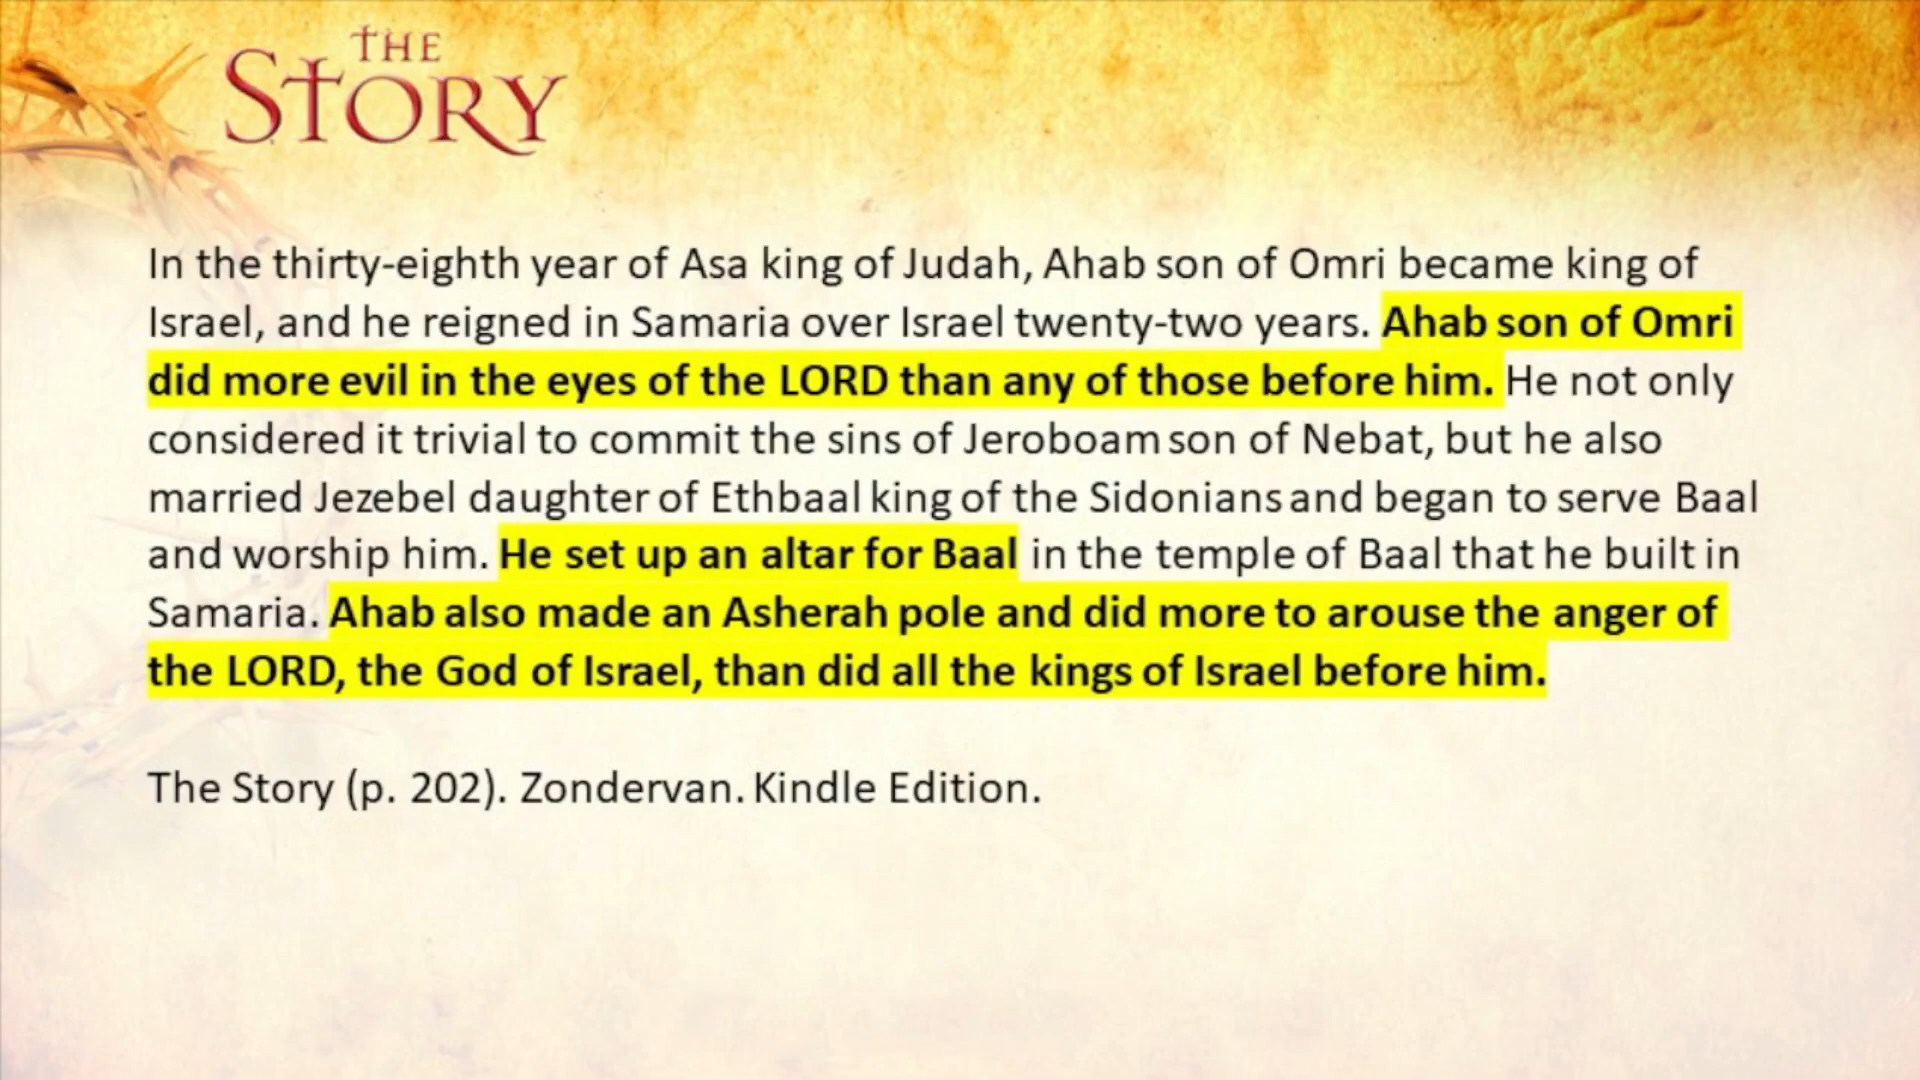 THE
STORY
In the thirty-eighth year of Asa king of Judah, Ahab son of Omri became king of
Israel, and he reigned in Samaria over Israel twenty-two years. Ahab son of Omri
did more evil in the eyes of the LORD than any of those before him. He not only
considered it trivial to commit the sins of Jeroboam son of Nebat, but he also
married Jezebel daughter of Ethbaal king of the Sidonians and began to serve Baal
and worship him. He set up an altar for Baal in the temple of Baal that he built in
Samaria. Ahab also made an Asherah pole and did more to arouse the anger of
the LORD, the God of Israel, than did all the kings of Israel before him.
The Story (p. 202). Zondervan. Kindle Edition.